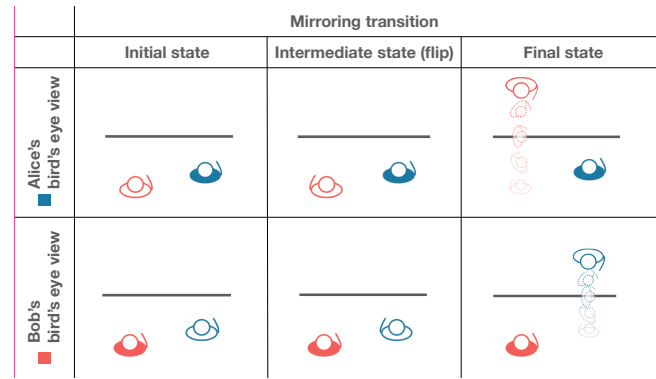 Mirroring transition
Initial state
Intermediate state (flip)
Final state
Alice's
bird's eye view
Bob's
bird's eye view